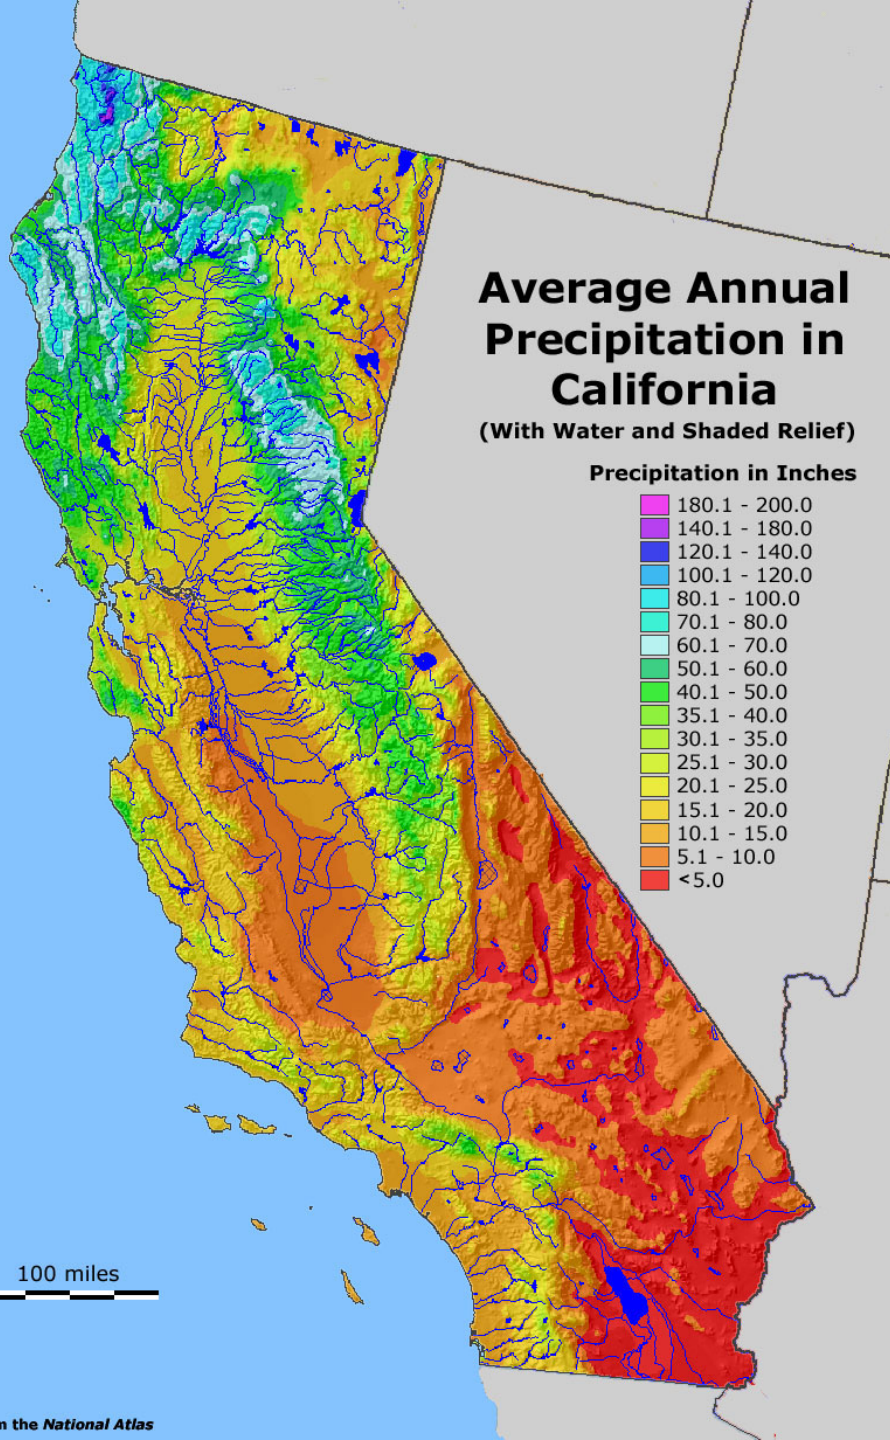 Average Annual
Precipitation in
California
(With Water and Shaded Relief)
Precipitation in Inches
180.1 - 200.0
140.1 - 180.0
120.1 - 140.0
100.1 - 120.0
80.1 - 100.0
70.1 - 80.0
60.1 - 70.0
50.1 - 60.0
40.1 - 50.0
35.1 - 40.0
30.1 - 35.0
25.1 - 30.0
20.1 - 25.0
15.1 - 20.0
10.1 - 15.0
5.1 - 10.0
<5.0
100 miles
the National Atlas